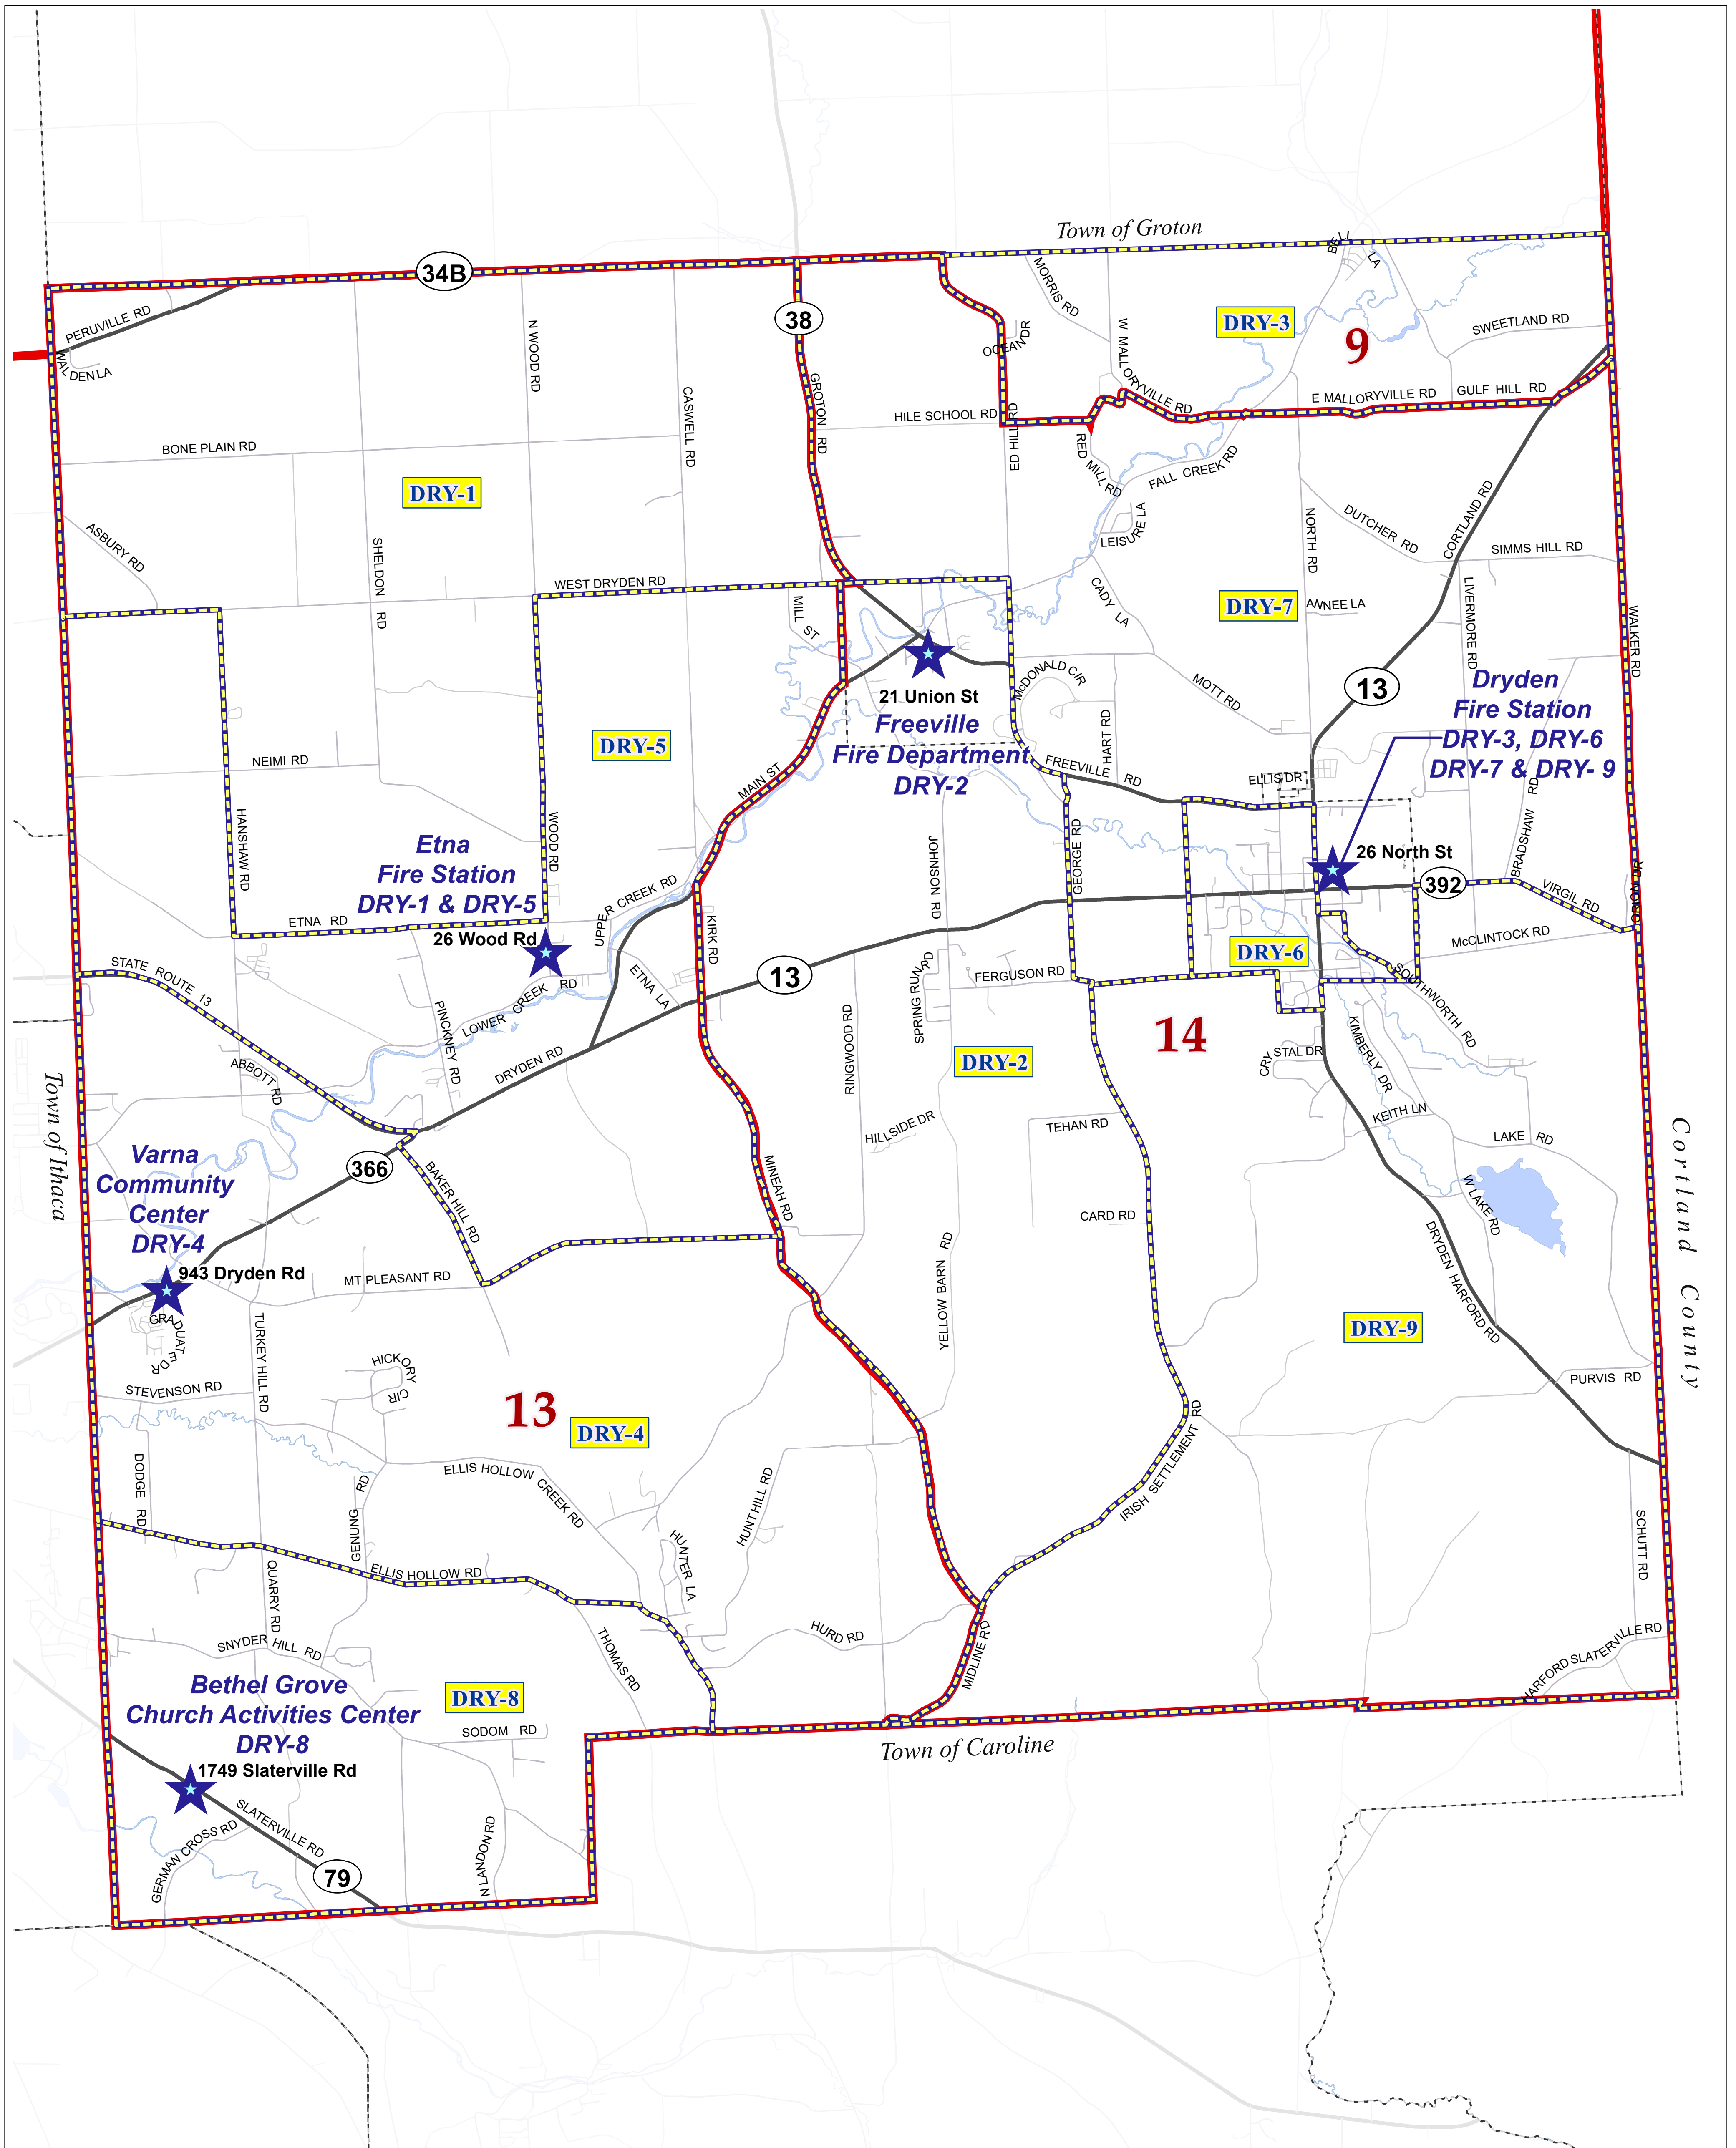 Town of Groton
34B
PERUVILLE RD
WALDEN LA
38
MORRIS RD
OCEAN DR
W MALLORYVILLE RD
BELL LA
DRY-3
9
SWEETLAND RD
N WOOD RD
CASWELL RD
GROTON RD
HILE SCHOOL RD
E MALLORYVILLE RD
GULF HILL RD
BONE PLAIN RD
DRY-1
RED MILL RD
FALL CREEK RD
LEISURE LA
NORTH RD
DUTCHER RD
CORTLAND RD
SIMMS HILL RD
ASBURY RD
SHELDON RD
WEST DRYDEN RD
MILL ST
CADY LA
DRY-7
LIVERMORE RD
WALKER RD
21 Union St
Freeville
Fire Department
DRY-2
McDONALD CIR
HART RD
MOTT RD
13
Dryden
Fire Station
DRY-3, DRY-6
DRY-7 & DRY- 9
DRY-5
NEIMI RD
MAIN ST
FREEVILLE RD
ELLIS DR
HANSHAW RD
WOOD RD
Etna
Fire Station
DRY-1 & DRY-5
26 Wood Rd
ETNA RD
UPPER CREEK RD
KIRK RD
JOHNSON RD
GEORGE RD
26 North St
392
BRADSHAW RD
VIRGIL RD
McCLINTOCK RD
DRY-6
STATE ROUTE 13
PINCKNEY RD
LOWER CREEK RD
ETNA LA
13
SPRING RUN RD
FERGUSON RD
SOUTHWORTH RD
RINGWOOD RD
14
DRY-2
KIMBERLY DR
CRYSTAL DR
ABBOTT RD
DRYDEN RD
Town of Ithaca
HILLSIDE DR
TEHAN RD
KEITH LN
LAKE RD
Cortland County
Varna
Community
Center
DRY-4
366
BAKER HILL RD
MINEAH RD
CARD RD
W LAKE RD
943 Dryden Rd
MT PLEASANT RD
YELLOW BARN RD
DRYDEN HARFORD RD
DRY-9
GRADUATE DR
TURKEY HILL RD
HICKORY CIR
STEVENSON RD
PURVIS RD
13
DRY-4
DODGE RD
GENUNG RD
ELLIS HOLLOW CREEK RD
HUNT HILL RD
IRISH SETTLEMENT RD
SCHUTT RD
HUNTER LA
ELLIS HOLLOW RD
QUARRY RD
SNYDER HILL RD
THOMAS RD
HURD RD
MIDLINE RD
HARFORD SLATERVILLE RD
Bethel Grove
Church Activities Center
DRY-8
DRY-8
SODOM RD
1749 Slaterville Rd
Town of Caroline
GERMAN CROSS RD
SLATERVILLE RD
79
N LANDON RD